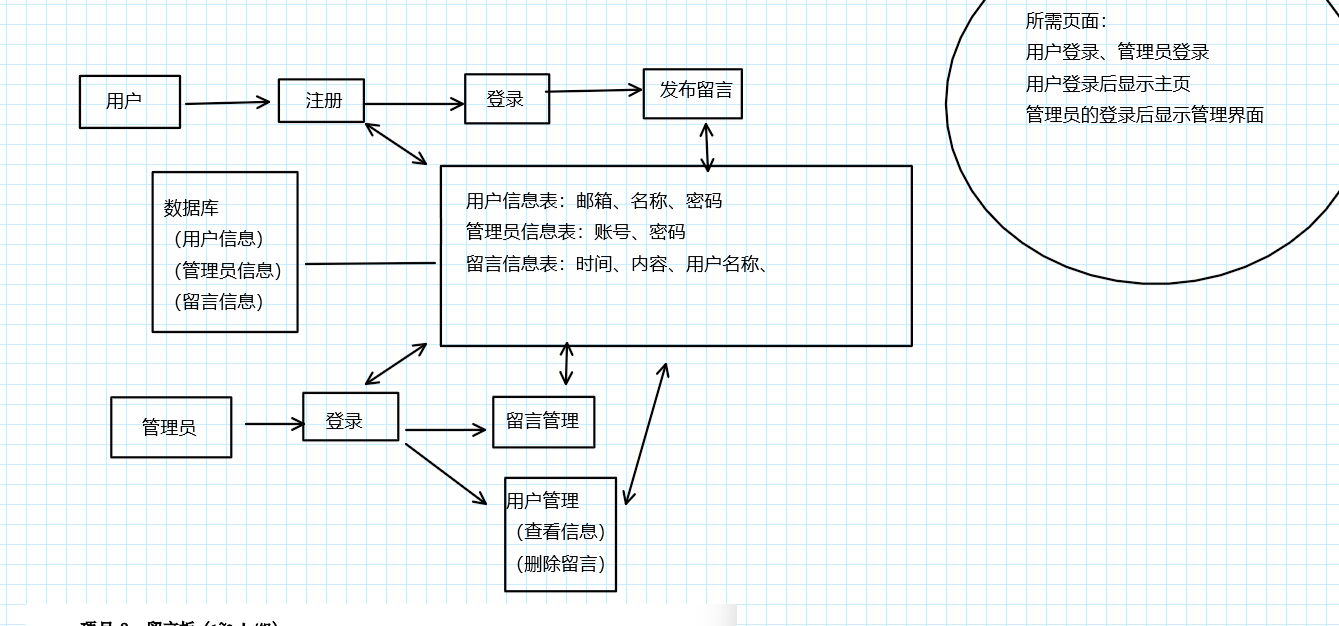 所需页面：
用户登录、管理员登录
用户登录后显示主页
管理员的登录后显示管理界面
用户
注册
登录
发布留言
数据库
（用户信息）
（管理员信息）
（留言信息）
用户信息表：邮箱、名称、密码
管理员信息表：账号、密码
留言信息表：时间、内容、用户名称、
管理员
登录
留言管理
用户管理
（查看信息）
（删除留言）